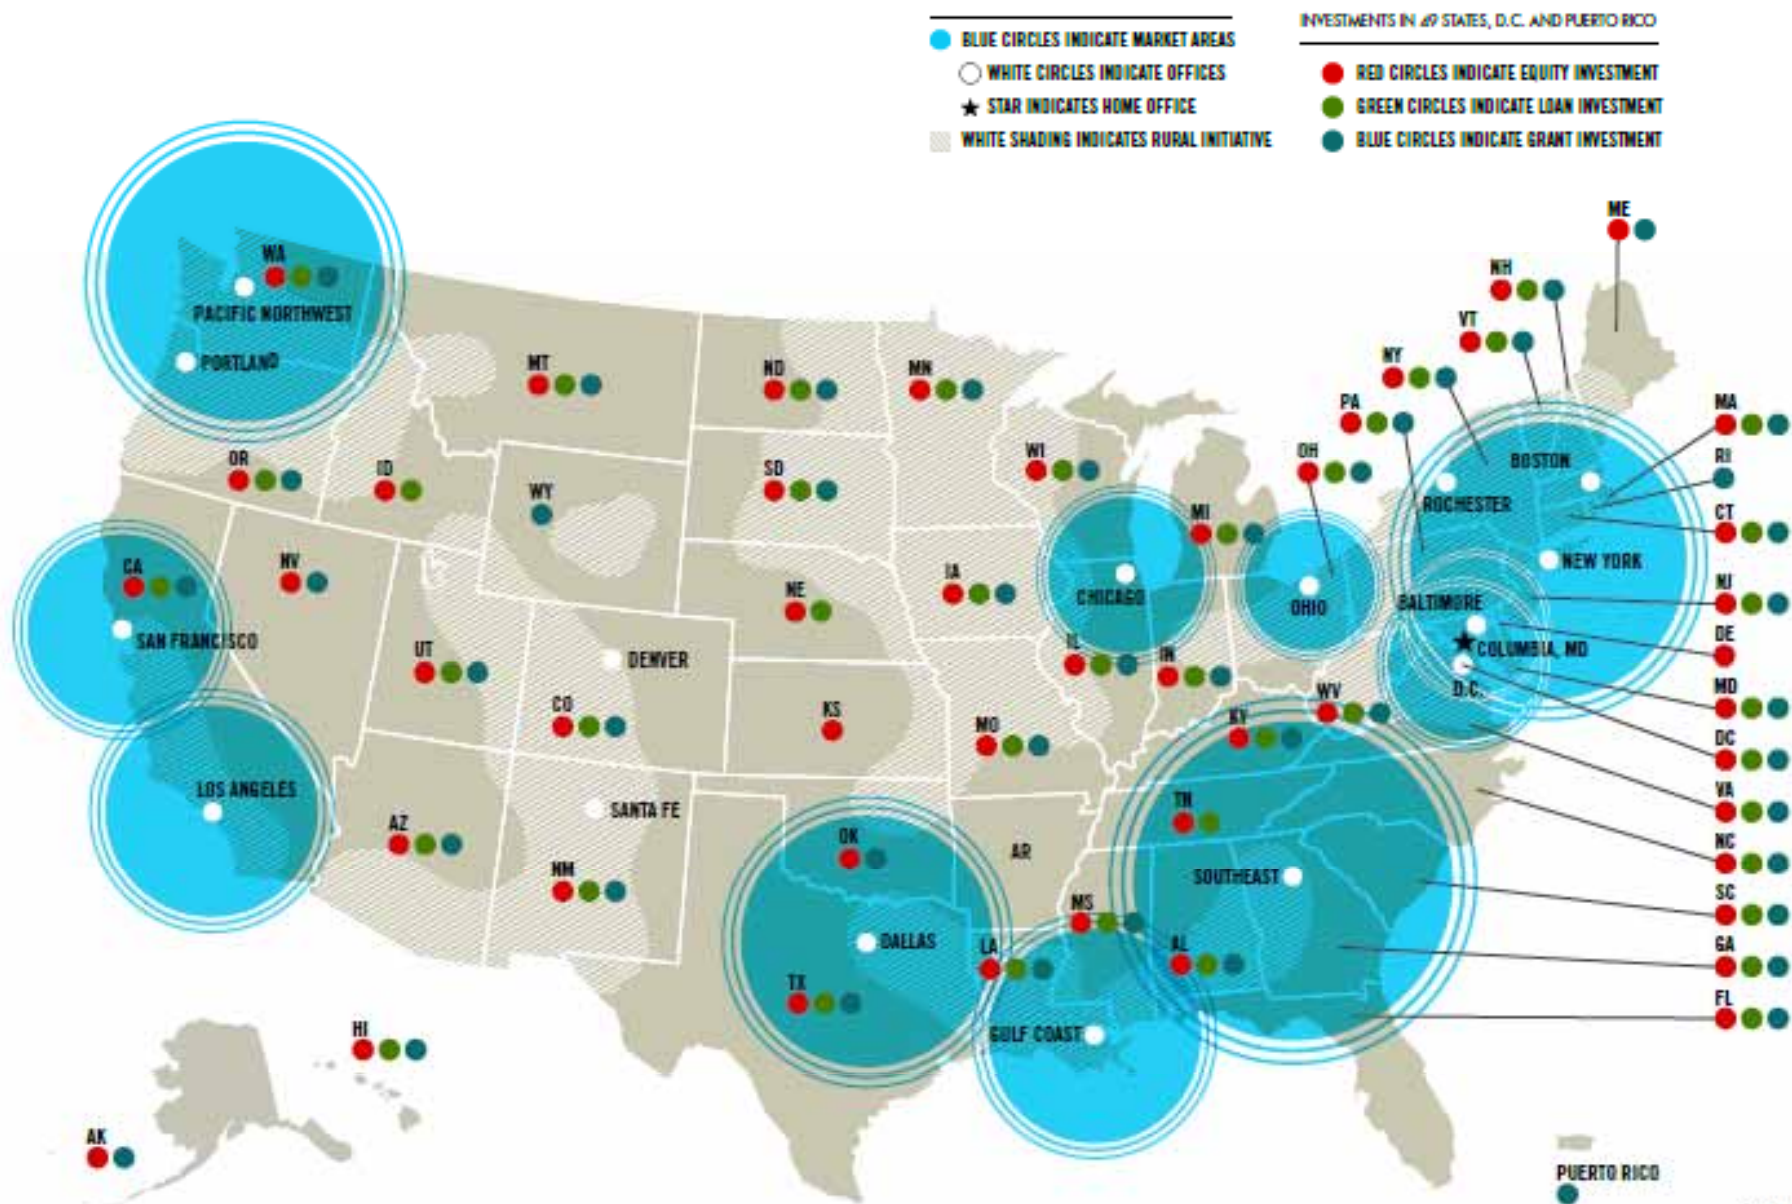 BLUE CIRCLES INDICATE MARKET AREAS
WHITE CIRCLES INDICATE OFFICES
STAR INDICATES HOME OFFICE
WHITE SHADING INDICATES RURAL INITIATIVE
INVESTMENTS IN 49 STATES, D.C. AND PUERTO RICO
RED CIRCLES INDICATE EQUITY INVESTMENT
GREEN CIRCLES INDICATE LOAN INVESTMENT
BLUE CIRCLES INDICATE GRANT INVESTMENT
ME
WA
NH
PACIFIC NORTHWEST
VT
PORTLAND
MT
ND
MN
NY
PA
MA
OR
ID
WY
SD
WI
OH
BOSTON
RI
ROCHESTER
MI
CT
CA
NV
NE
IA
CHICAGO
OHIO
NEW YORK
BALTIMORE
NJ
SAN FRANCISCO
UT
DENVER
IL
IN
COLUMBIA, MD
DE
D.C.
CO
KS
MO
KY
WV
MD
DC
LOS ANGELES
SANTA FE
AZ
NM
OK
AR
TN
VA
NC
SOUTHEAST
MS
SC
DALLAS
LA
AL
GA
TX
GULF COAST
FL
HI
AK
PUERTO RICO